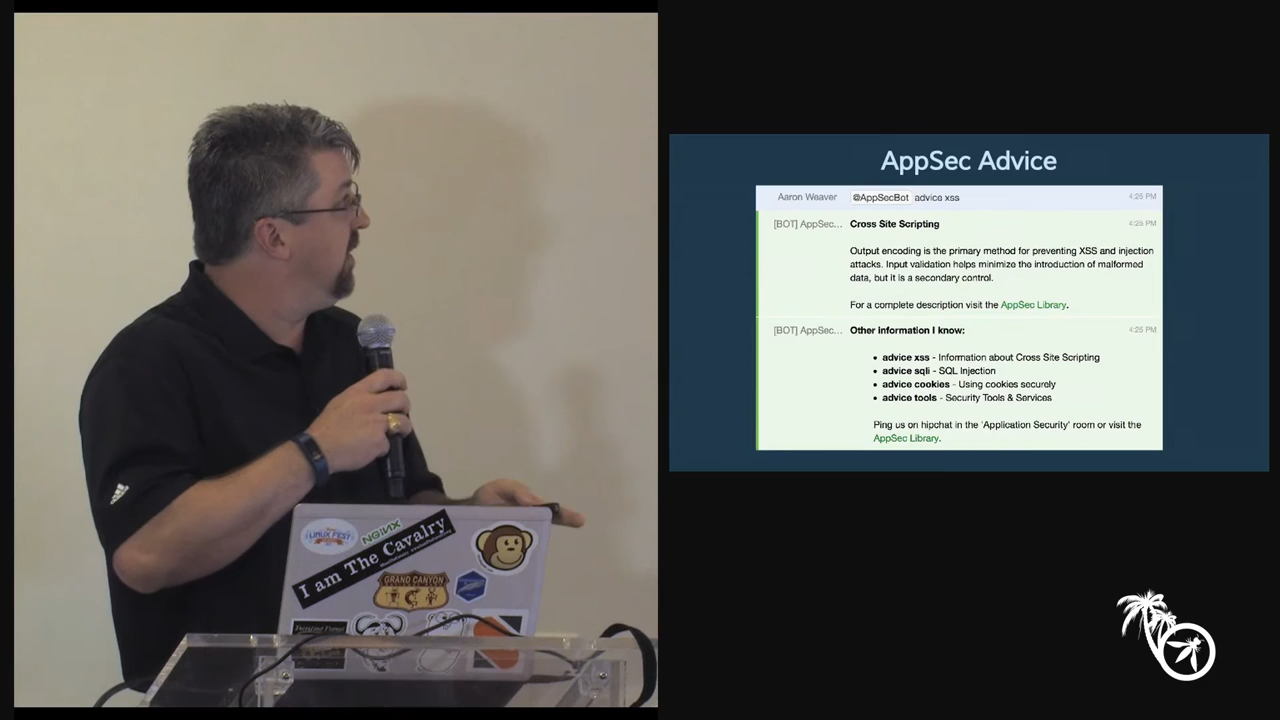 AppSec Advice
Aaron Weaver @AppSecBot advice xss 4:25 PM
[BOT] AppSec... Cross Site Scripting 4:25 PM
Output encoding is the primary method for preventing XSS and injection
attacks. Input validation helps minimize the introduction of malformed
data, but it is a secondary control.
For a complete description visit the AppSec Library.
[BOT] AppSec... Other information I know: 4:25 PM
• advice xss - Information about Cross Site Scripting
• advice sqli - SQL Injection
• advice cookies - Using cookies securely
• advice tools - Security Tools & Services
Ping us on hipchat in the 'Application Security' room or visit the
AppSec Library.
LINUX FEST
NGINX
I am The Cavalry
GRAND CANYON